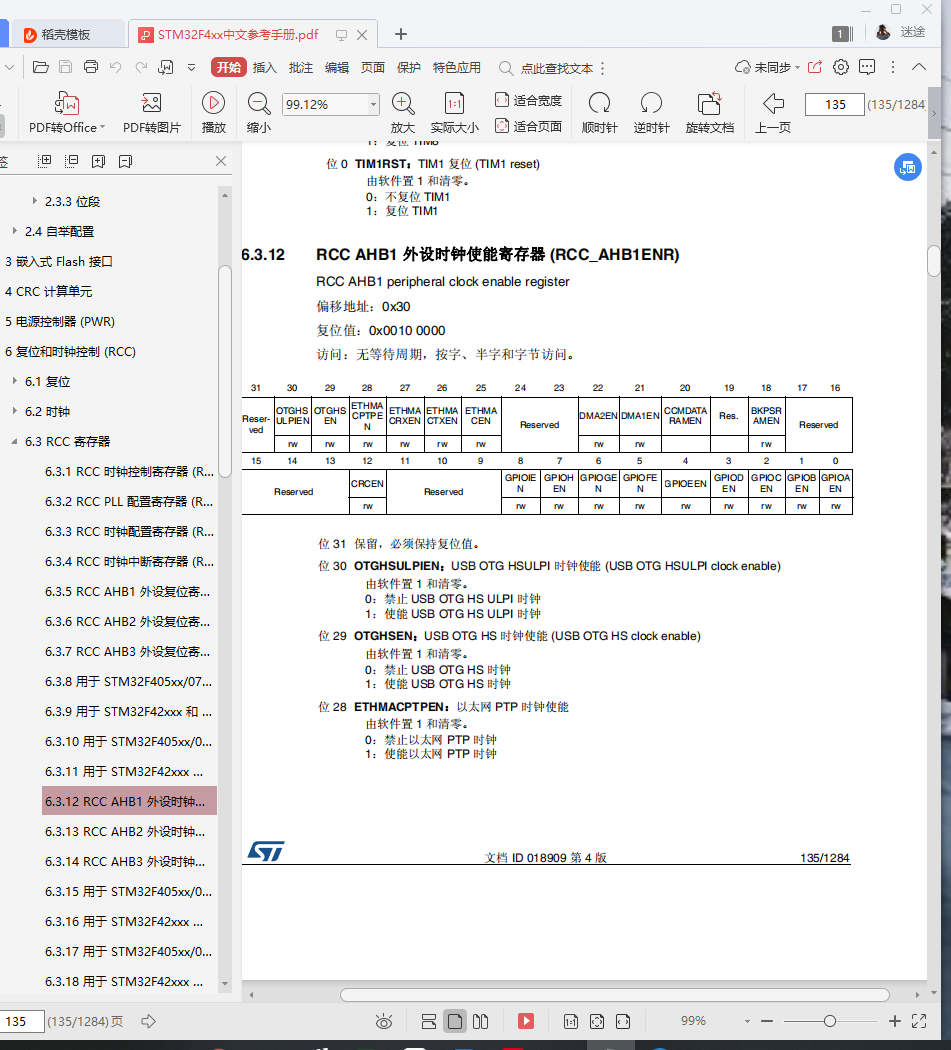 稻壳模板
STM32F4xx中文参考手册.pdf
1
迷途
开始 插入 批注 编辑 页面 保护 特色应用 点此查找文本 未同步
PDF转Office PDF转图片 播放 缩小 99.12% 放大 1:1 实际大小 适合宽度 适合页面 顺时针 逆时针 旋转文档 上一页 135 (135/1284
签
2.3.3 位段
2.4 自举配置
3 嵌入式 Flash 接口
4 CRC 计算单元
5 电源控制器 (PWR)
6 复位和时钟控制 (RCC)
6.1 复位
6.2 时钟
6.3 RCC 寄存器
6.3.1 RCC 时钟控制寄存器 (R...
6.3.2 RCC PLL 配置寄存器 (R...
6.3.3 RCC 时钟配置寄存器 (R...
6.3.4 RCC 时钟中断寄存器 (R...
6.3.5 RCC AHB1 外设复位寄...
6.3.6 RCC AHB2 外设复位寄...
6.3.7 RCC AHB3 外设复位寄...
6.3.8 用于 STM32F405xx/07...
6.3.9 用于 STM32F42xxx 和 ...
6.3.10 用于 STM32F405xx/0...
6.3.11 用于 STM32F42xxx ...
6.3.12 RCC AHB1 外设时钟...
6.3.13 RCC AHB2 外设时钟...
6.3.14 RCC AHB3 外设时钟...
6.3.15 用于 STM32F405xx/0...
6.3.16 用于 STM32F42xxx ...
6.3.17 用于 STM32F405xx/0...
6.3.18 用于 STM32F42xxx ...
1：复位 TIM8
位 0 TIM1RST：TIM1 复位 (TIM1 reset)
由软件置 1 和清零。
0：不复位 TIM1
1：复位 TIM1
6.3.12 RCC AHB1 外设时钟使能寄存器 (RCC_AHB1ENR)
RCC AHB1 peripheral clock enable register
偏移地址：0x30
复位值：0x0010 0000
访问：无等待周期，按字、半字和字节访问。
31 30 29 28 27 26 25 24 23 22 21 20 19 18 17 16
Reser-ved OTGHSULPIEN OTGHSEN ETHMACPTPEN ETHMACRXEN ETHMACTXEN ETHMACEN Reserved DMA2EN DMA1EN CCMDATARAMEN Res. BKPSRAMEN Reserved
rw rw rw rw rw rw rw rw rw
15 14 13 12 11 10 9 8 7 6 5 4 3 2 1 0
Reserved CRCEN Reserved GPIOIEN GPIOHEN GPIOGEN GPIOFEN GPIOEEN GPIODEN GPIOCEN GPIOBEN GPIOAEN
rw rw rw rw rw rw rw rw rw rw
位 31 保留，必须保持复位值。
位 30 OTGHSULPIEN：USB OTG HSULPI 时钟使能 (USB OTG HSULPI clock enable)
由软件置 1 和清零。
0：禁止 USB OTG HS ULPI 时钟
1：使能 USB OTG HS ULPI 时钟
位 29 OTGHSEN：USB OTG HS 时钟使能 (USB OTG HS clock enable)
由软件置 1 和清零。
0：禁止 USB OTG HS 时钟
1：使能 USB OTG HS 时钟
位 28 ETHMACPTPEN：以太网 PTP 时钟使能
由软件置 1 和清零。
0：禁止以太网 PTP 时钟
1：使能以太网 PTP 时钟
ST 文档 ID 018909 第 4 版 135/1284
135 (135/1284)页 1:1 99%